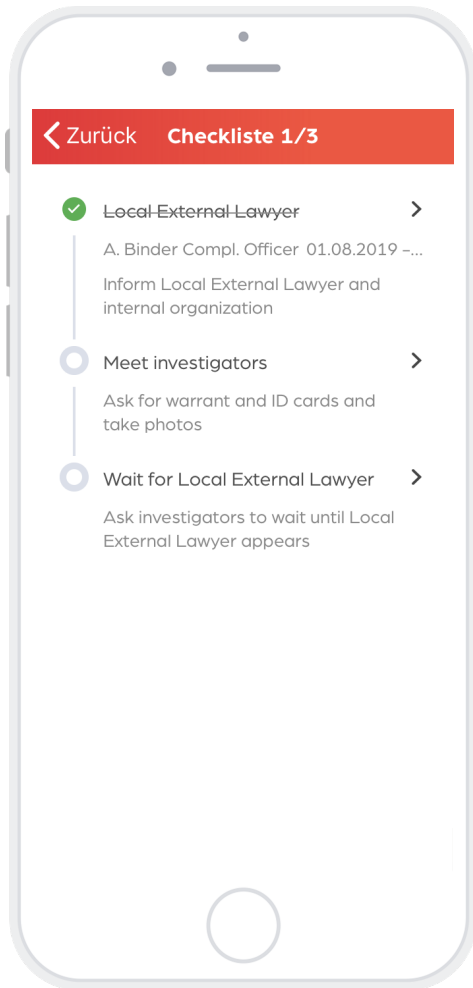 Zurück Checkliste 1/3
Local External Lawyer
A. Binder Compl. Officer 01.08.2019 -...
Inform Local External Lawyer and
internal organization
Meet investigators
Ask for warrant and ID cards and
take photos
Wait for Local External Lawyer
Ask investigators to wait until Local
External Lawyer appears